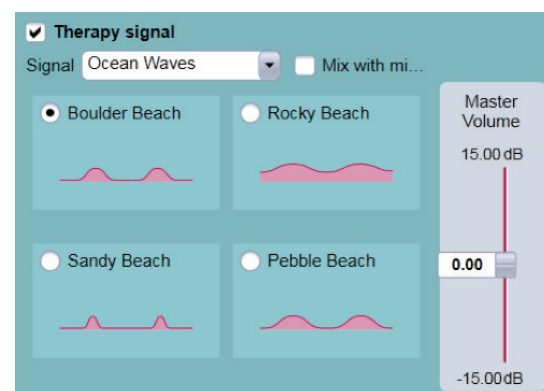 Therapy signal
Signal Ocean Waves Mix with mi...
Boulder Beach
Rocky Beach
Sandy Beach
Pebble Beach
Master
Volume
15.00 dB
0.00
-15.00 dB